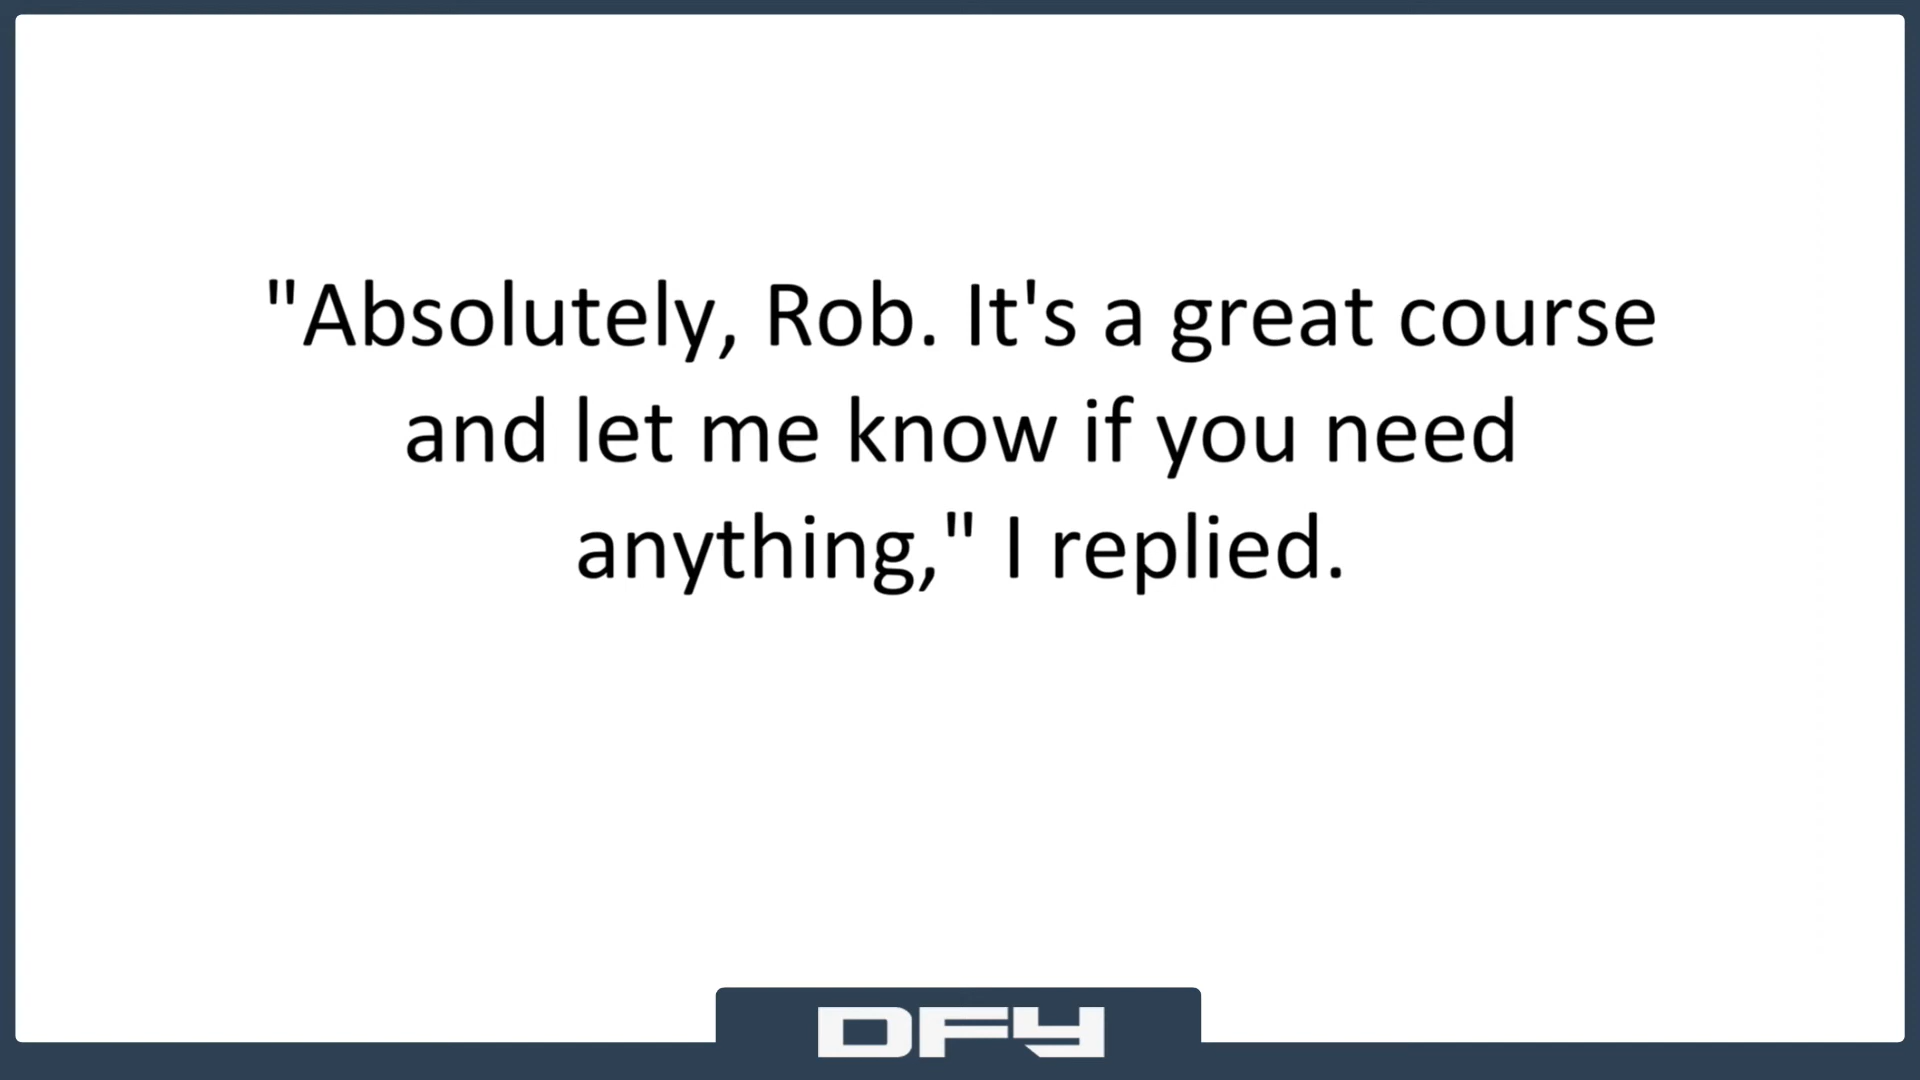 "Absolutely, Rob. It's a great course
and let me know if you need
anything," I replied.
DFY